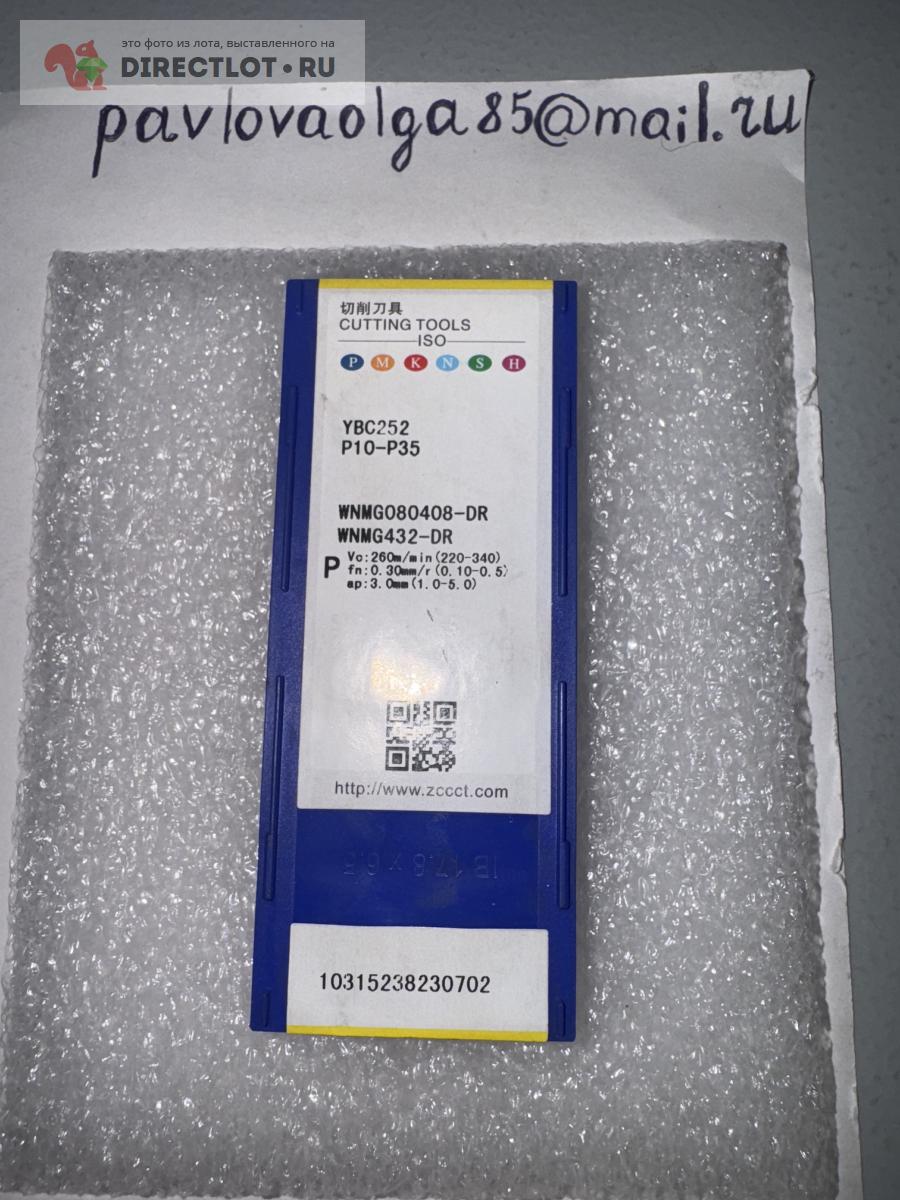 это фото из лота, выставленного на
DIRECTLOT.RU
pavlovaolga85@mail.ru
切削刀具
CUTTING TOOLS
ISO
P M K N S H
YBC252
P10-P35
WNMG080408-DR
WNMG432-DR
P
Vc:260m/min(220-340)
fn:0.30mm/r(0.10-0.5)
ap:3.0mm(1.0-5.0)
http://www.zccct.com
10315238230702